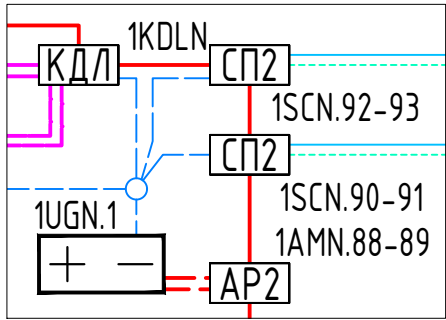 1KDLN
КДЛ
СП2
1SCN.92-93
СП2
1SCN.90-91
1UGN.1
1AMN.88-89
+ −
АР2